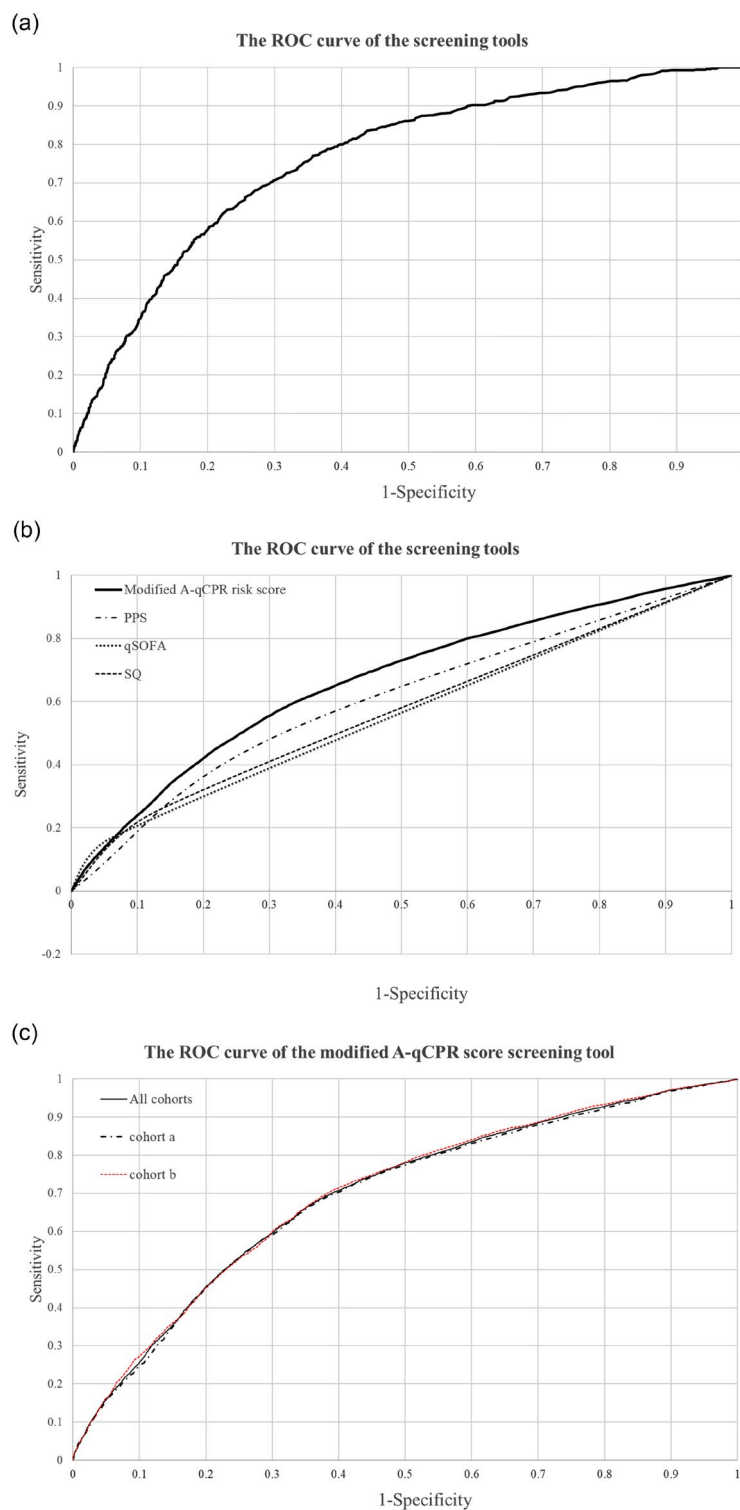 (a)
The ROC curve of the screening tools
1
0.9
0.8
0.7
0.6
0.5
0.4
0.3
0.2
0.1
0
Sensitivity
0 0.1 0.2 0.3 0.4 0.5 0.6 0.7 0.8 0.9
1-Specificity
(b)
The ROC curve of the screening tools
1
0.8
0.6
0.4
0.2
0
-0.2
Sensitivity
Modified A-qCPR risk score
PPS
qSOFA
SQ
0.1 0.2 0.3 0.4 0.5 0.6 0.7 0.8 0.9 1
1-Specificity
(c)
The ROC curve of the modified A-qCPR score screening tool
1
0.9
0.8
0.7
0.6
0.5
0.4
0.3
0.2
0.1
0
Sensitivity
All cohorts
cohort a
cohort b
0 0.1 0.2 0.3 0.4 0.5 0.6 0.7 0.8 0.9 1
1-Specificity